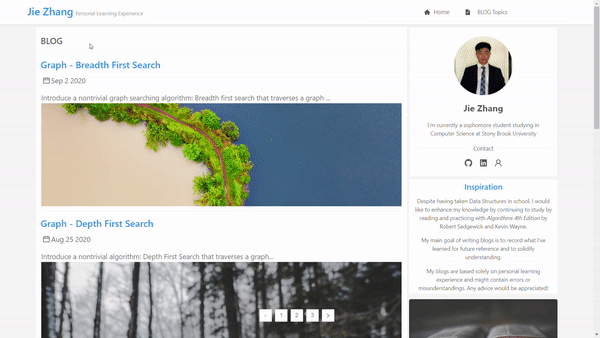 Jie Zhang Personal Learning Experience
Home
BLOG Topics
BLOG
Graph - Breadth First Search
Sep 2 2020
Introduce a nontrivial graph searching algorithm: Breadth first search that traverses a graph ...
Graph - Depth First Search
Aug 25 2020
Introduce a nontrivial algorithm: Depth First Search that traverses a graph...
1 2 3 >
Jie Zhang
I'm currently a sophomore student studying in
Computer Science at Stony Brook University
Contact
Inspiration
Despite having taken Data Structures in school, I would
like to enhance my knowledge by continuing to study by
reading and practicing with Algorithms 4th Edition by
Robert Sedgewick and Kevin Wayne.
My main goal of writing blogs is to record what I've
learned for future reference and to solidify
understanding.
My blogs are based solely on personal learning
experience and might contain errors or
misunderstandings. Any advice would be appreciated!